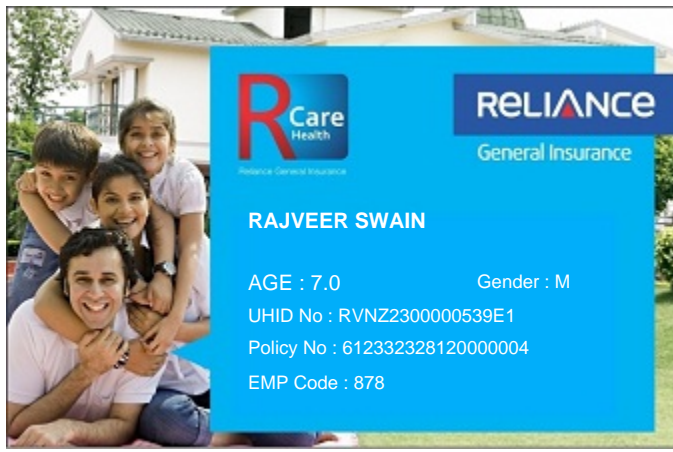 R Care
Health
Reliance General Insurance
RELIANCE
General Insurance
RAJVEER SWAIN
AGE : 7.0 Gender : M
UHID No : RVNZ2300000539E1
Policy No : 612332328120000004
EMP Code : 878